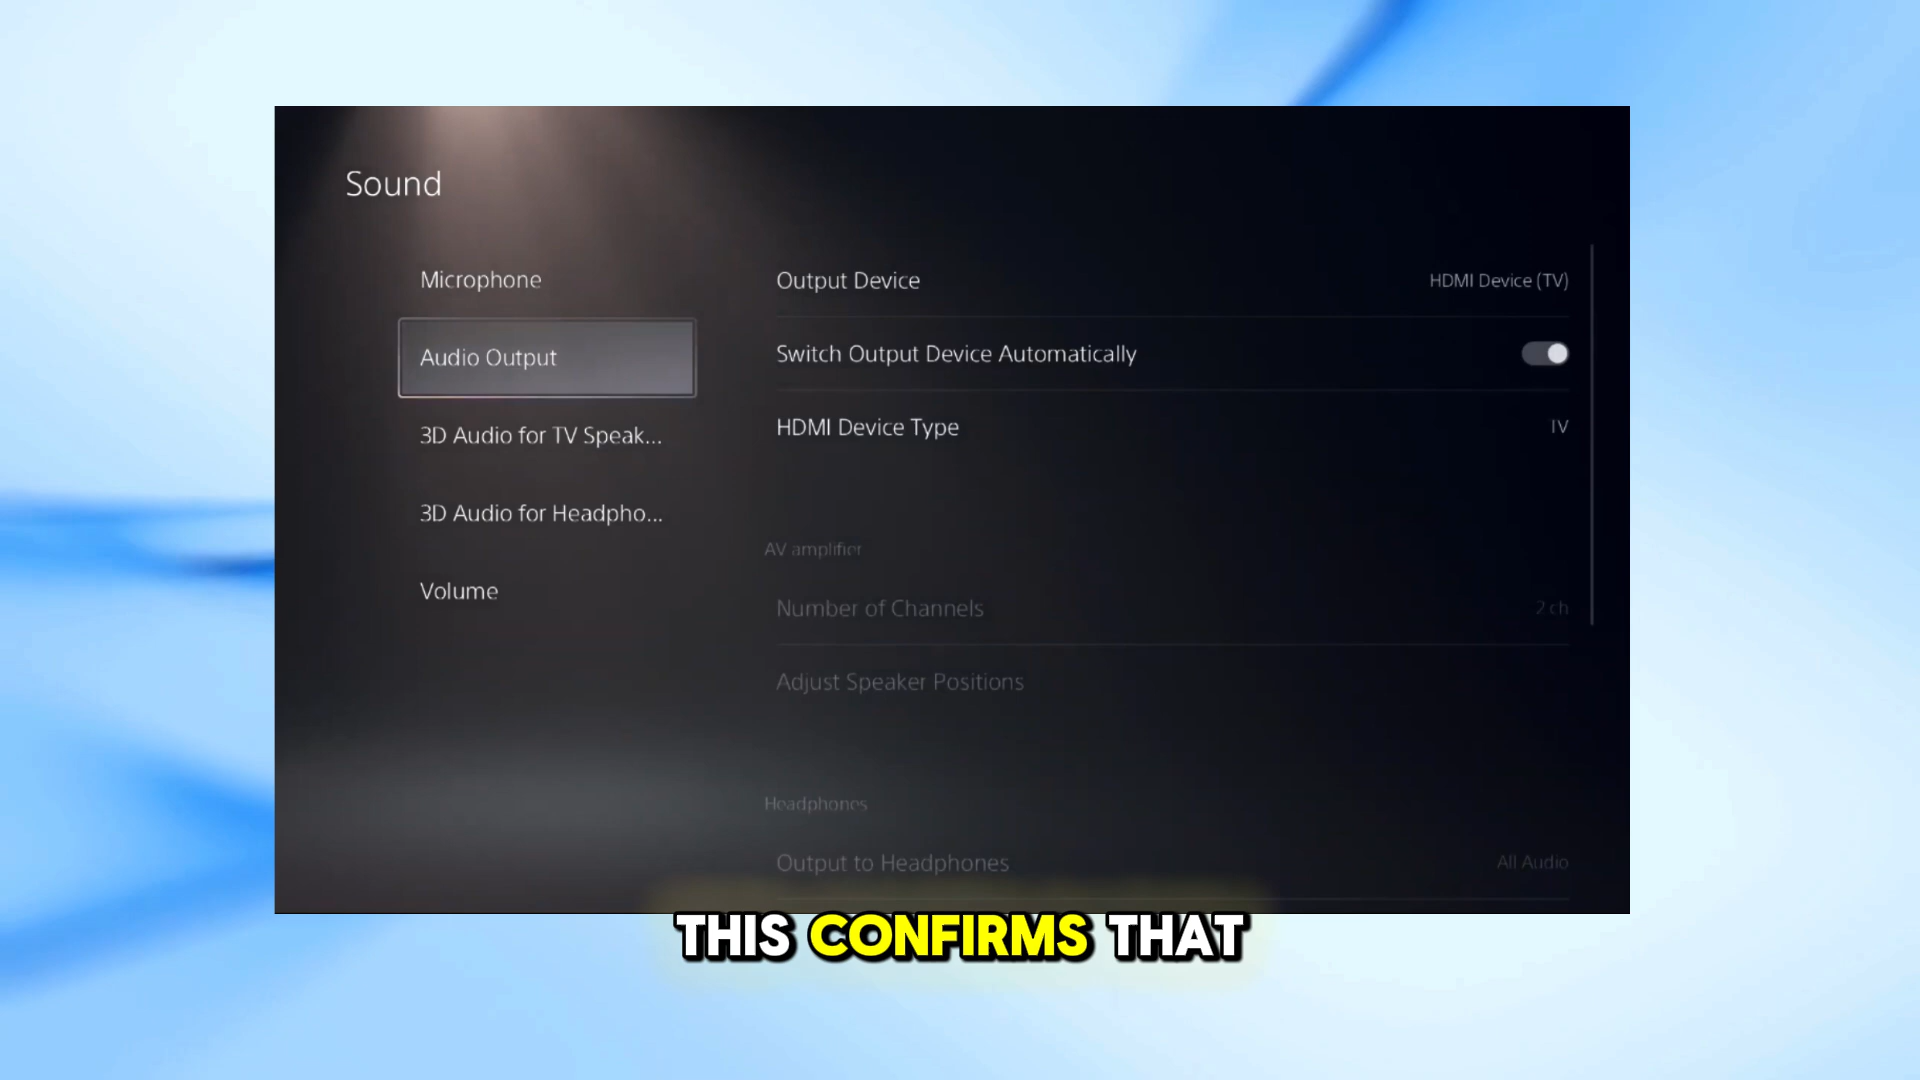 Sound
Microphone
Audio Output
3D Audio for TV Speak...
3D Audio for Headpho...
Volume
Output Device HDMI Device (TV)
Switch Output Device Automatically
HDMI Device Type TV
AV amplifier
Number of Channels 2 ch
Adjust Speaker Positions
Headphones
Output to Headphones All Audio
THIS CONFIRMS THAT